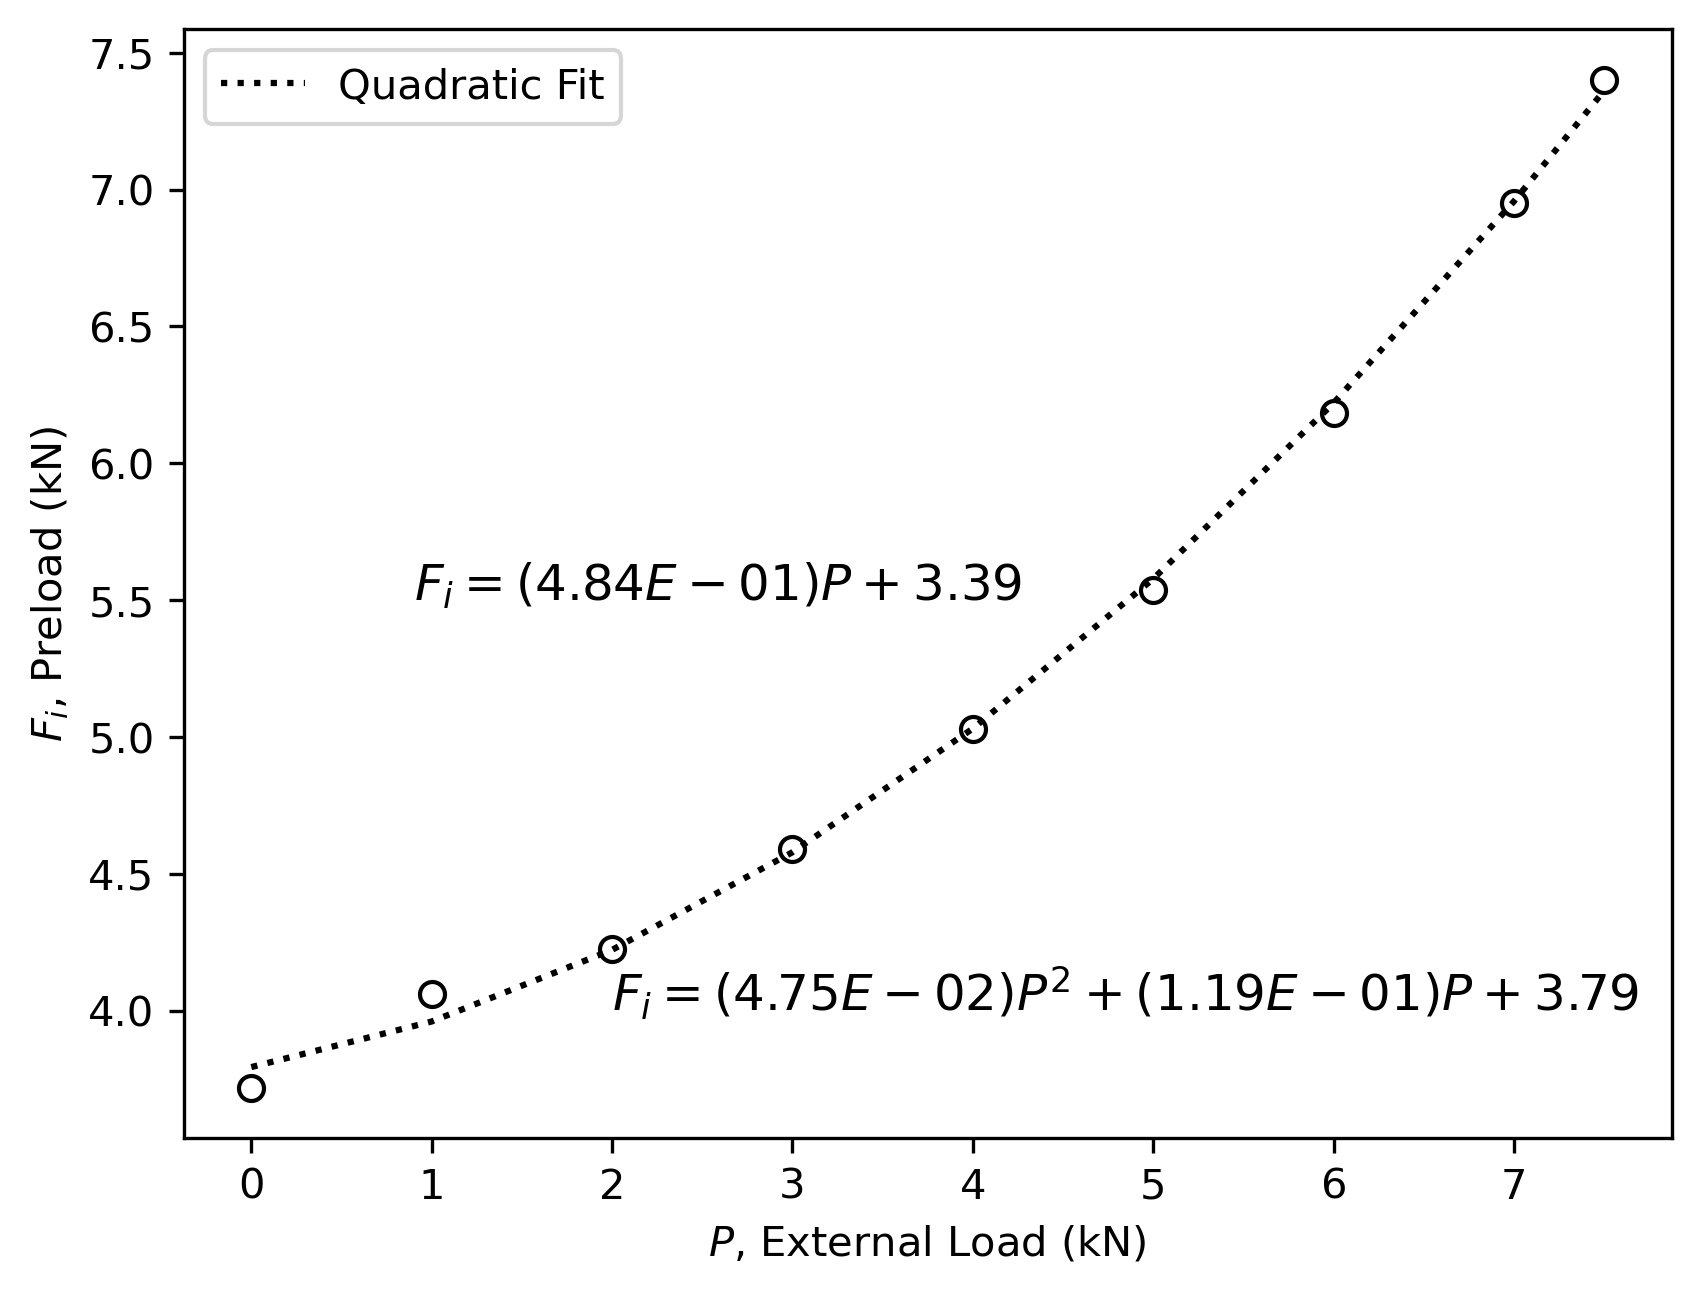 Quadratic Fit
7.5
7.0
6.5
6.0
5.5
5.0
4.5
4.0
F_i, Preload (kN)
F_i = (4.84E − 01)P + 3.39
F_i = (4.75E − 02)P² + (1.19E − 01)P + 3.79
0 1 2 3 4 5 6 7
P, External Load (kN)